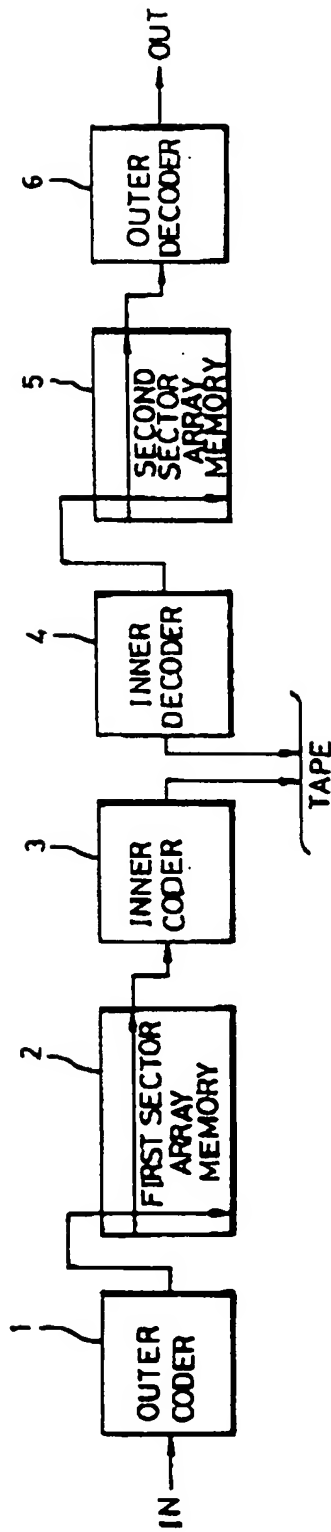 IN
1
OUTER
CODER
2
FIRST SECTOR
ARRAY
MEMORY
3
INNER
CODER
TAPE
4
INNER
DECODER
5
SECOND
SECTOR
ARRAY
MEMORY
6
OUTER
DECODER
OUT